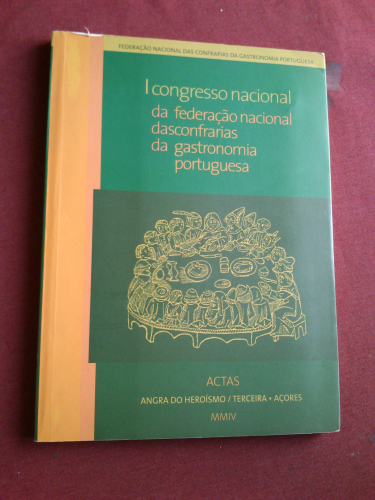 FEDERAÇÃO NACIONAL DAS CONFRARIAS DA GASTRONOMIA PORTUGUESA
I congresso nacional
da federação nacional
dasconfrarias
da gastronomia
portuguesa
ACTAS
ANGRA DO HEROÍSMO / TERCEIRA • AÇORES
MMIV